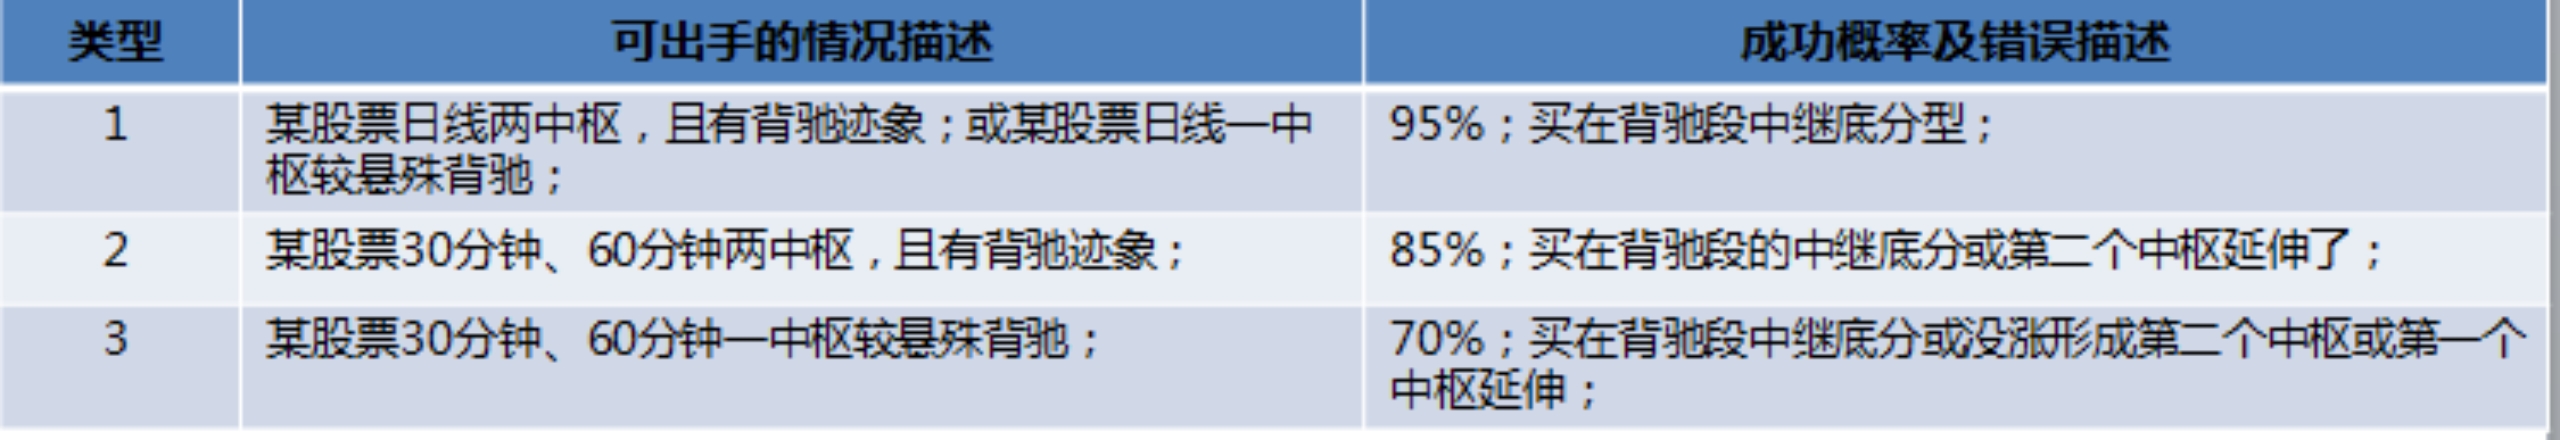 类型 可出手的情况描述 成功概率及错误描述
1 某股票日线两中枢，且有背驰迹象；或某股票日线一中 95%；买在背驰段中继底分型；
枢较悬殊背驰；
2 某股票30分钟、60分钟两中枢，且有背驰迹象； 85%；买在背驰段的中继底分或第二个中枢延伸了；
3 某股票30分钟、60分钟一中枢较悬殊背驰； 70%；买在背驰段中继底分或没涨形成第二个中枢或第一个
中枢延伸；